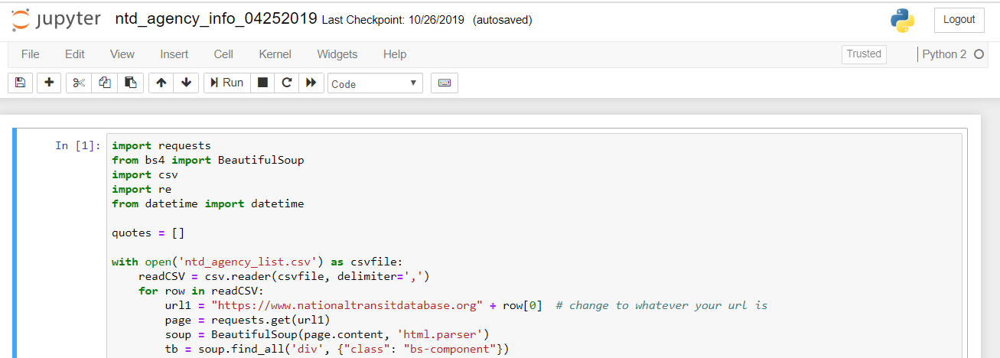 jupyter ntd_agency_info_04252019 Last Checkpoint: 10/26/2019 (autosaved) Logout
File Edit View Insert Cell Kernel Widgets Help Trusted Python 2
Run Code
In [1]: import requests
from bs4 import BeautifulSoup
import csv
import re
from datetime import datetime
quotes = []
with open('ntd_agency_list.csv') as csvfile:
    readCSV = csv.reader(csvfile, delimiter=',')
    for row in readCSV:
        url1 = "https://www.nationaltransitdatabase.org" + row[0]  # change to whatever your url is
        page = requests.get(url1)
        soup = BeautifulSoup(page.content, 'html.parser')
        tb = soup.find_all('div', {"class": "bs-component"})